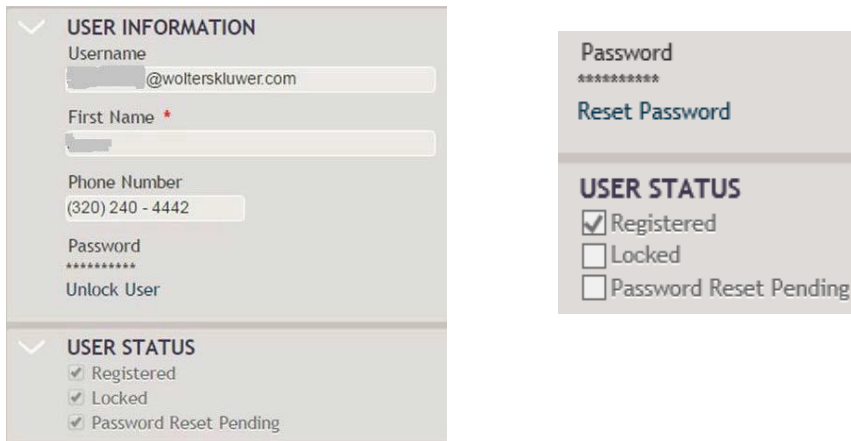 USER INFORMATION
Username
@wolterskluwer.com
First Name *
Phone Number
(320) 240 - 4442
Password
**********
Unlock User
USER STATUS
Registered
Locked
Password Reset Pending
Password
**********
Reset Password
USER STATUS
Registered
Locked
Password Reset Pending